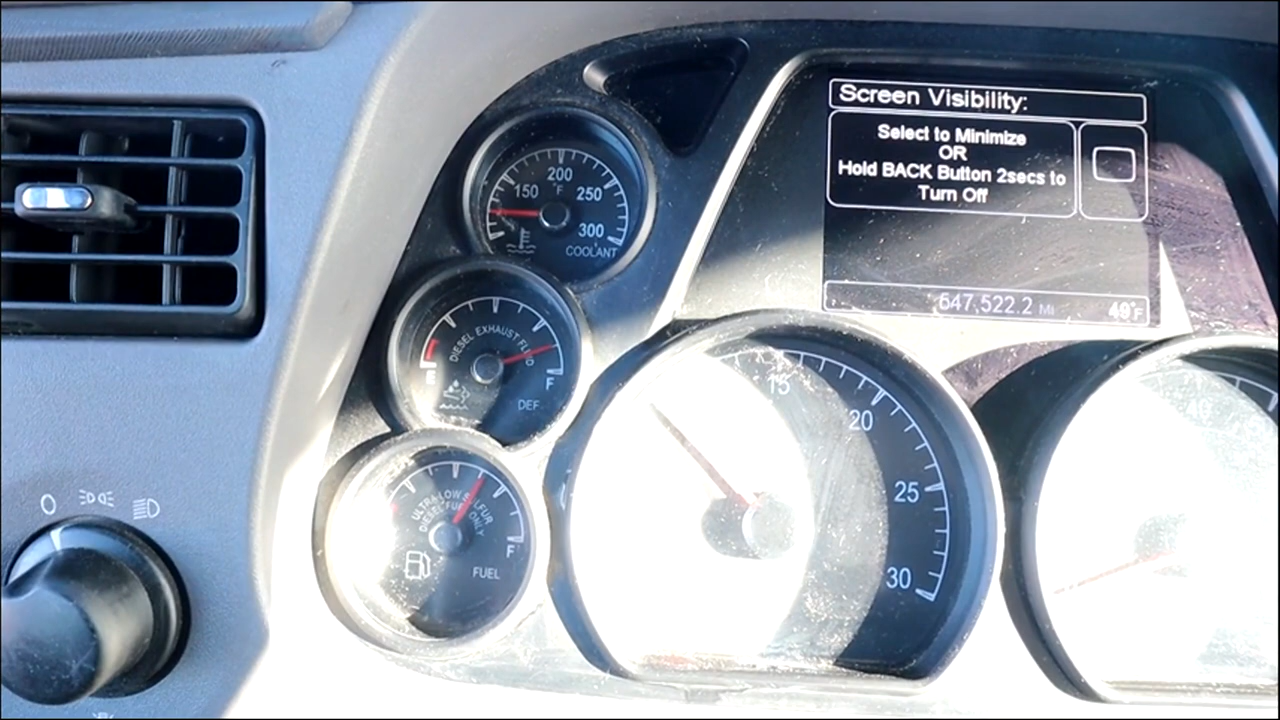 Screen Visibility:
Select to Minimize
OR
Hold BACK Button 2secs to
Turn Off
647,522.2 MI
49°F
200
°F
150
250
300
COOLANT
DIESEL EXHAUST FLUID
F
DEF
ULTRA-LOW SULFUR
DIESEL FUEL ONLY
F
FUEL
15
20
25
30